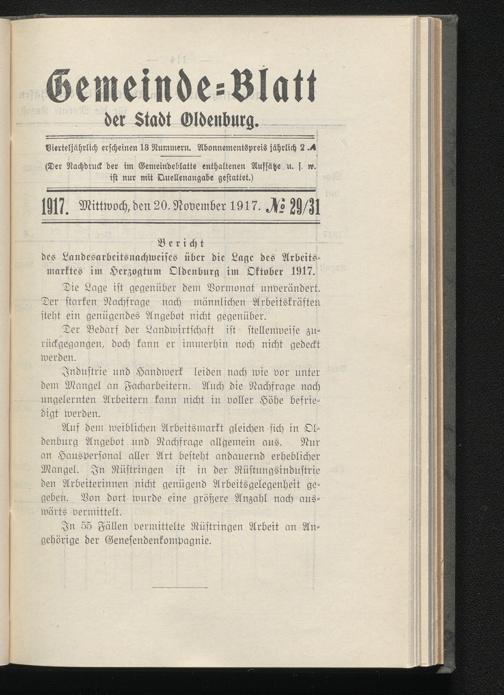 Gemeinde=Blatt
der Stadt Oldenburg.
Vierteljährlich erscheinen 13 Nummern. Abonnementspreis jährlich 2 ℳ
(Der Nachdruck der im Gemeindeblatte enthaltenen Aufsätze u. s. w.
ist nur mit Quellenangabe gestattet.)
1917. Mittwoch, den 20. November 1917. № 29/31
Bericht
des Landesarbeitsnachweises über die Lage des Arbeits-
marktes im Herzogtum Oldenburg im Oktober 1917.
Die Lage ist gegenüber dem Vormonat unverändert.
Der starken Nachfrage nach männlichen Arbeitskräften
steht ein genügendes Angebot nicht gegenüber.
Der Bedarf der Landwirtschaft ist stellenweise zu-
rückgegangen, doch kann er immerhin noch nicht gedeckt
werden.
Industrie und Handwerk leiden nach wie vor unter
dem Mangel an Facharbeitern. Auch die Nachfrage nach
ungelernten Arbeitern kann nicht in voller Höhe befrie-
digt werden.
Auf dem weiblichen Arbeitsmarkt gleichen sich in Ol-
denburg Angebot und Nachfrage allgemein aus. Nur
an Hauspersonal aller Art besteht andauernd erheblicher
Mangel. In Rüstringen ist in der Rüstungsindustrie
den Arbeiterinnen nicht genügend Arbeitsgelegenheit ge-
geben. Von dort wurde eine größere Anzahl nach aus-
wärts vermittelt.
In 55 Fällen vermittelte Rüstringen Arbeit an An-
gehörige der Genesendenkompagnie.